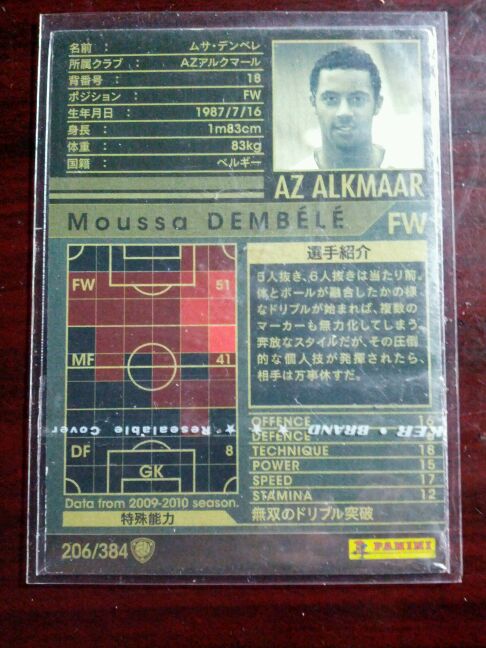 名前 : ムサ・デンベレ
所属クラブ : AZアルクマール
背番号 : 18
ポジション : FW
生年月日 : 1987/7/16
身長 : 1m83cm
体重 : 83kg
国籍 : ベルギー
AZ ALKMAAR
Moussa DEMBÉLÉ
FW
FW 51
MF 41
DF 8
GK
Data from 2009-2010 season.
選手紹介
5人抜き、6人抜きは当たり前。
体とボールが融合したかの様
なドリブルが始まれば、複数の
マーカーも無力化してしまう。
奔放なスタイルだが、その圧倒
的な個人技が発揮されたら、
相手は万事休すだ。
KER • BRAND ★ ★ Resealable Cover
OFFENCE
DEFENCE
TECHNIQUE 18
POWER 15
SPEED 17
STAMINA 12
特殊能力
無双のドリブル突破
206/384
PANINI